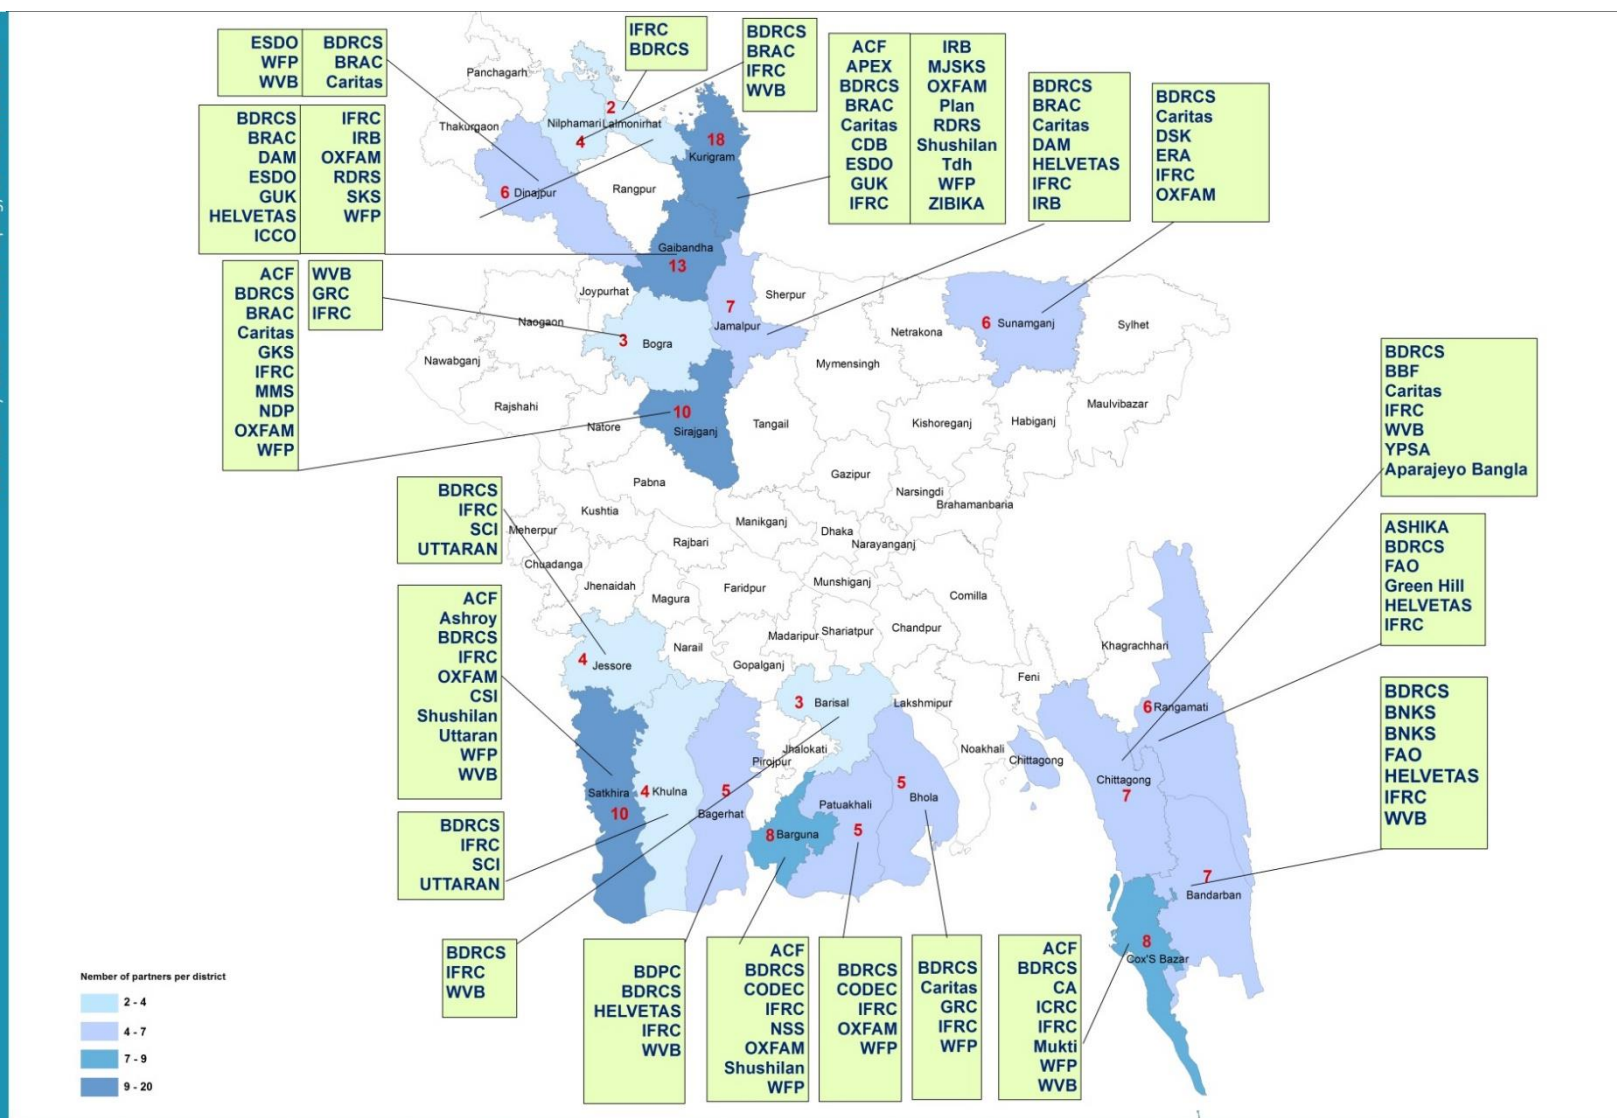 ESDO
WFP
WVB
BDRCS
BRAC
Caritas
IFRC
BDRCS
BDRCS
BRAC
IFRC
WVB
ACF
APEX
BDRCS
BRAC
Caritas
CDB
ESDO
GUK
IFRC
IRB
MJSKS
OXFAM
Plan
RDRS
Shushilan
Tdh
WFP
ZIBIKA
BDRCS
BRAC
Caritas
DAM
HELVETAS
IFRC
IRB
BDRCS
Caritas
DSK
ERA
IFRC
OXFAM
BDRCS
BRAC
DAM
ESDO
GUK
HELVETAS
ICCO
IFRC
IRB
OXFAM
RDRS
SKS
WFP
ACF
BDRCS
BRAC
Caritas
GKS
IFRC
MMS
NDP
OXFAM
WFP
WVB
GRC
IFRC
Panchagarh
Thakurgaon
Nilphamari
4
2
Lalmonirhat
18
Kurigram
6 Dinajpur
Rangpur
Gaibandha
13
Joypurhat
7
Jamalpur
Sherpur
Naogaon
3
Bogra
Nawabganj
Netrakona
6 Sunamganj
Sylhet
Mymensingh
Rajshahi
Natore
10
Sirajganj
Tangail
Kishoreganj
Habiganj
Maulvibazar
Pabna
Gazipur
Narsingdi
Brahamanbaria
Kushtia
Meherpur
Manikganj
Dhaka
Narayanganj
Rajbari
Chuadanga
Jhenaidah
Magura
Faridpur
Munshiganj
Comilla
Madaripur
Shariatpur
Chandpur
Narail
Gopalganj
Khagrachhari
Feni
4
Jessore
3 Barisal
Lakshmipur
6 Rangamati
Noakhali
Chittagong
Jhalokati
Pirojpur
Chittagong
7
Satkhira
10
4 Khulna
5
Bagerhat
8 Barguna
Patuakhali
5
5
Bhola
7
Bandarban
8
Cox'S Bazar
BDRCS
BBF
Caritas
IFRC
WVB
YPSA
Aparajeyo Bangla
ASHIKA
BDRCS
FAO
Green Hill
HELVETAS
IFRC
BDRCS
BNKS
BNKS
FAO
HELVETAS
IFRC
WVB
BDRCS
IFRC
SCI
UTTARAN
ACF
Ashroy
BDRCS
IFRC
OXFAM
CSI
Shushilan
Uttaran
WFP
WVB
BDRCS
IFRC
SCI
UTTARAN
BDRCS
IFRC
WVB
BDPC
BDRCS
HELVETAS
IFRC
WVB
ACF
BDRCS
CODEC
IFRC
NSS
OXFAM
Shushilan
WFP
BDRCS
CODEC
IFRC
OXFAM
WFP
BDRCS
Caritas
GRC
IFRC
WFP
ACF
BDRCS
CA
ICRC
IFRC
Mukti
WFP
WVB
Nember of partners per district
2 - 4
4 - 7
7 - 9
9 - 20